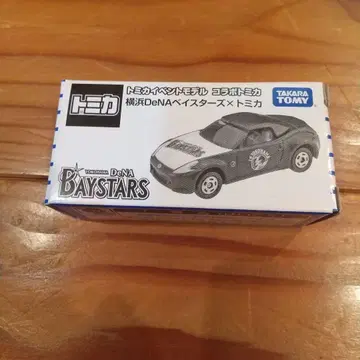 トミカ
トミカイベントモデル コラボトミカ
横浜DeNAベイスターズ×トミカ
TAKARA
TOMY
YOKOHAMA DeNA
BAYSTARS